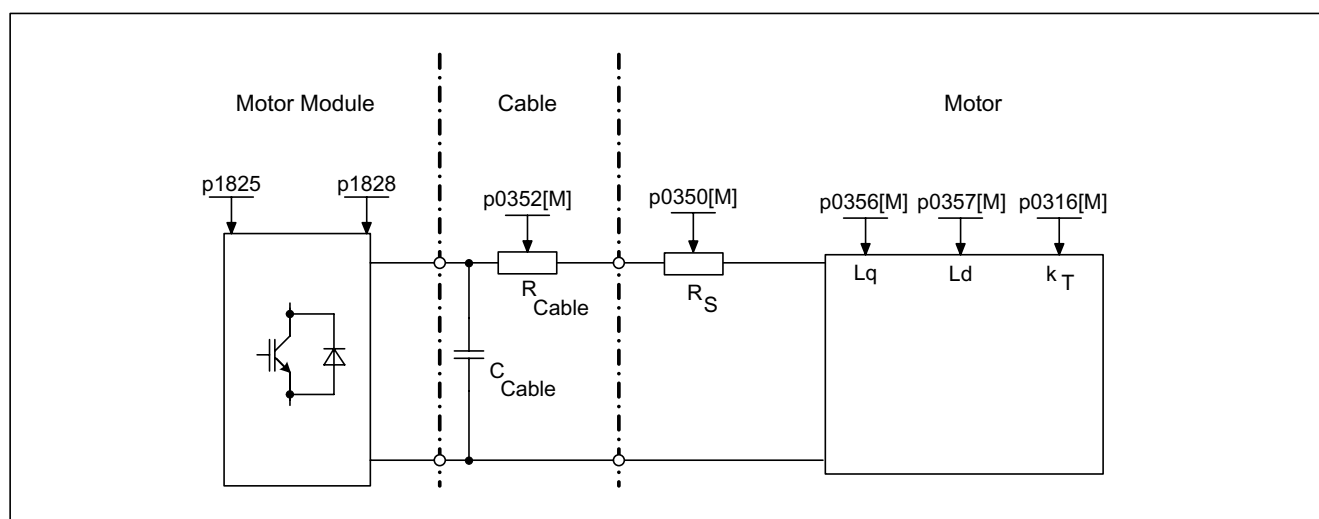 Motor Module Cable Motor
p1825 p1828 p0352[M] p0350[M] p0356[M] p0357[M] p0316[M]
R Cable
R S
Lq Ld k T
C Cable